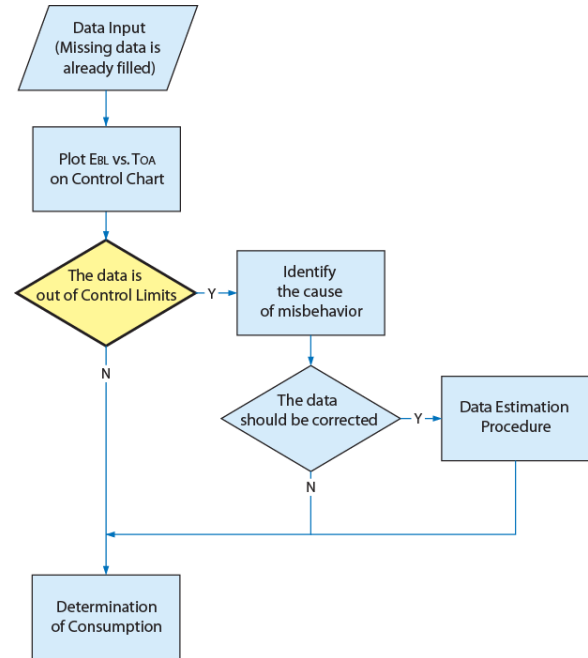 Data Input
(Missing data is
already filled)
Plot EBL vs. TOA
on Control Chart
The data is
out of Control Limits
Y
Identify
the cause
of misbehavior
N
The data
should be corrected
Y
Data Estimation
Procedure
N
Determination
of Consumption